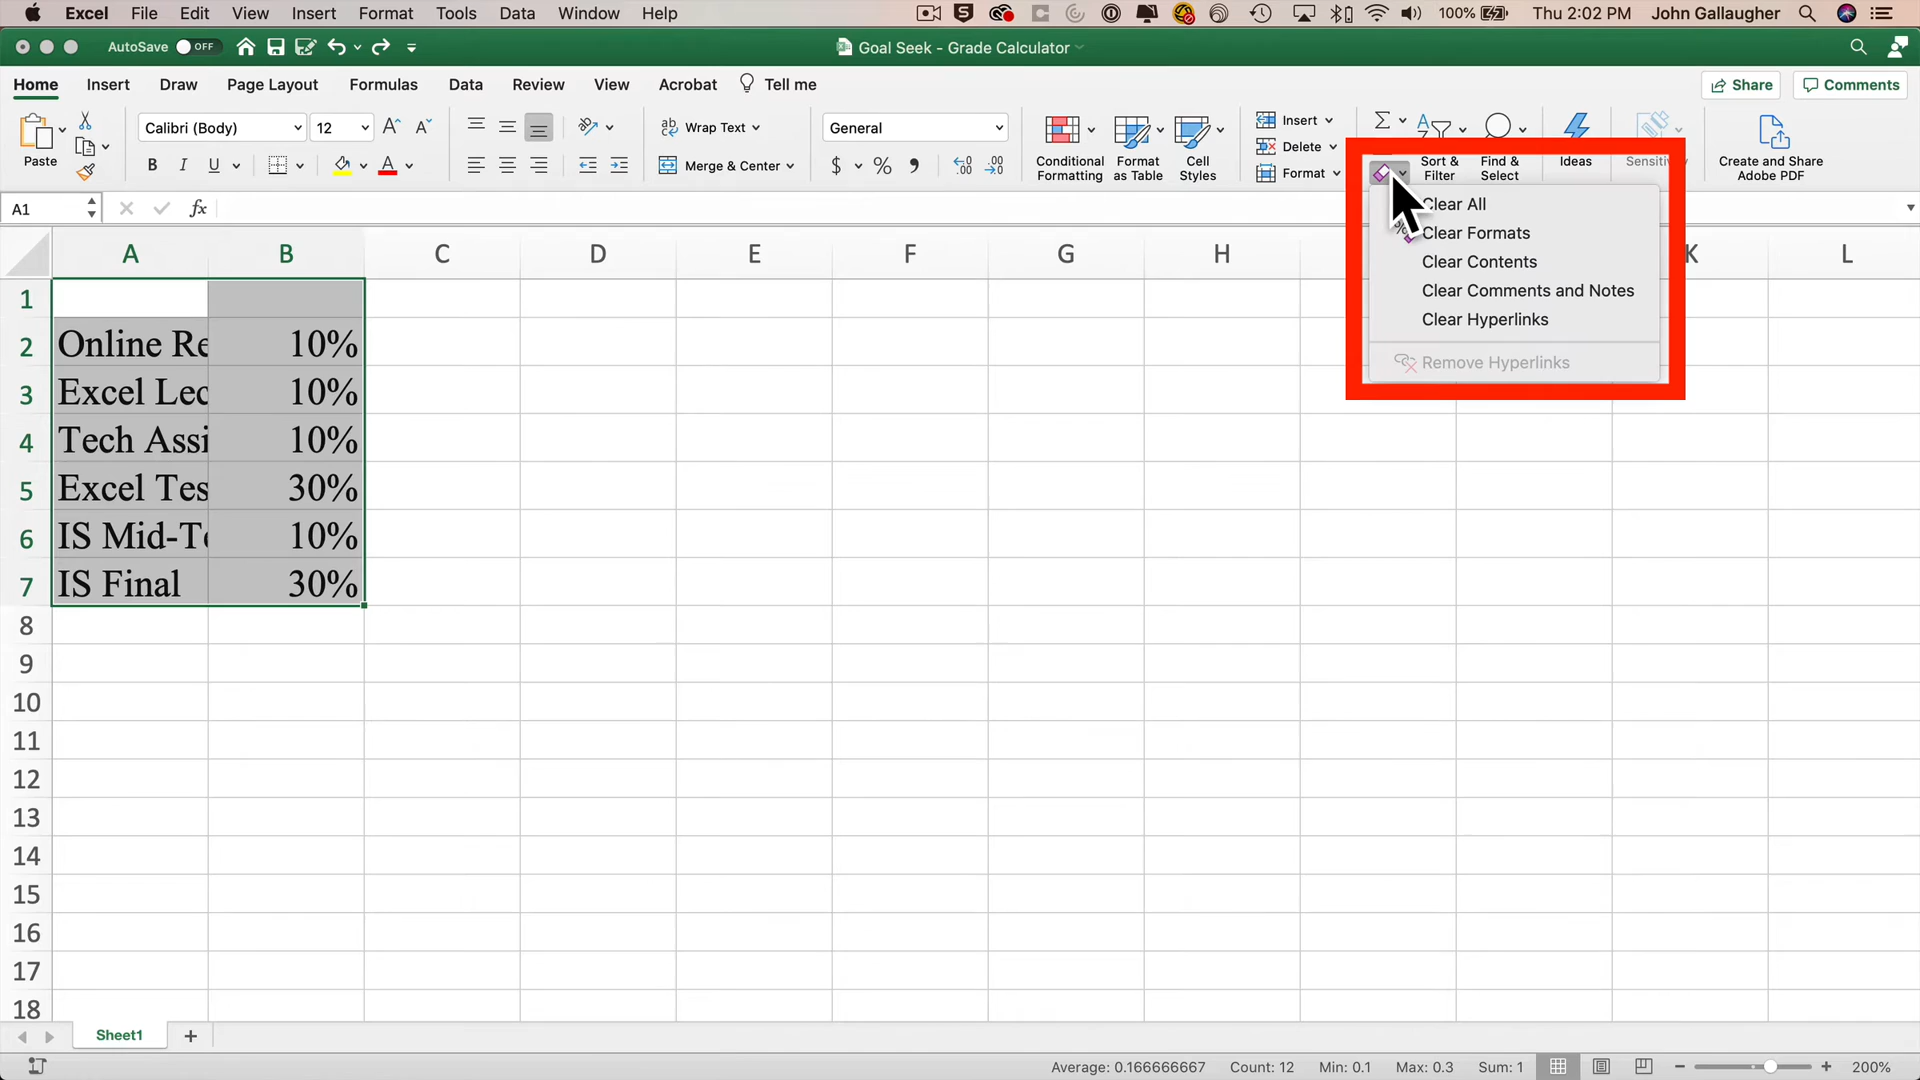 Excel File Edit View Insert Format Tools Data Window Help 100% Thu 2:02 PM John Gallaugher
AutoSave OFF Goal Seek - Grade Calculator
Home Insert Draw Page Layout Formulas Data Review View Acrobat Tell me Share Comments
Paste
Calibri (Body) 12
Wrap Text
Merge & Center
General
Conditional
Formatting
Format
as Table
Cell
Styles
Insert
Delete
Format
Sort &
Filter
Find &
Select
Ideas
Create and Share
Adobe PDF
Clear All
Clear Formats
Clear Contents
Clear Comments and Notes
Clear Hyperlinks
Remove Hyperlinks
A1 fx
A B C D E F G H K L
1
2 Online Re 10%
3 Excel Lec 10%
4 Tech Assi 10%
5 Excel Tes 30%
6 IS Mid-Te 10%
7 IS Final 30%
8
9
10
11
12
13
14
15
16
17
18
Sheet1
Average: 0.166666667 Count: 12 Min: 0.1 Max: 0.3 Sum: 1 200%